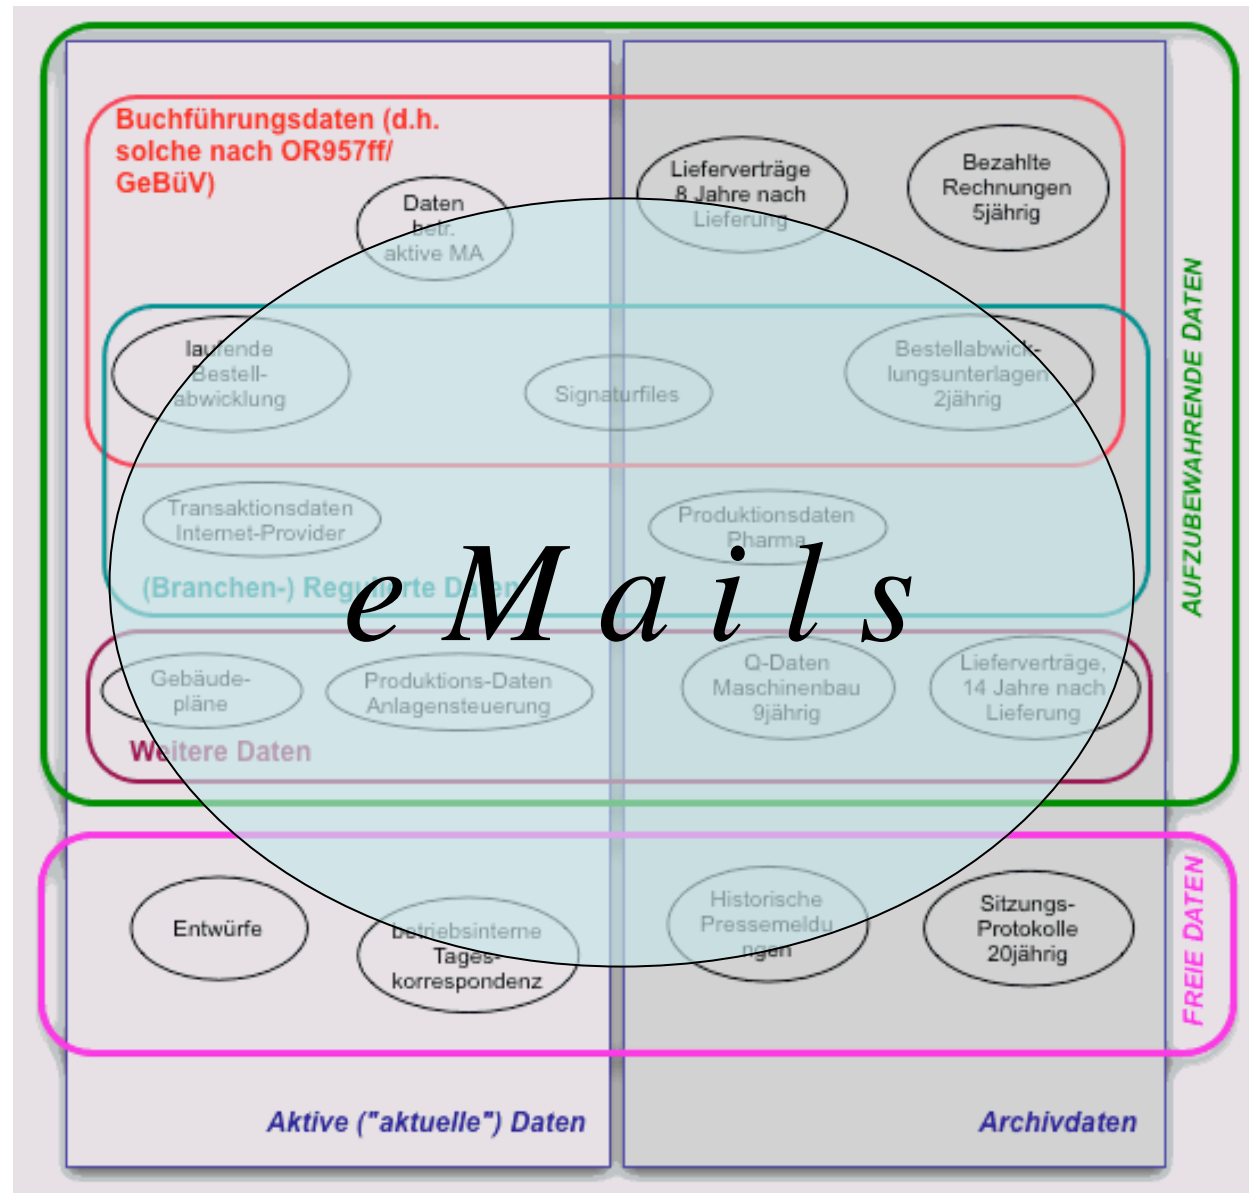 Buchführungsdaten (d.h.
solche nach OR957ff/
GeBüV)
Daten
betr.
aktive MA
Lieferverträge
8 Jahre nach
Lieferung
Bezahlte
Rechnungen
5jährig
laufende
Bestell-
abwicklung
Signaturfiles
Bestellabwick-
lungsunterlagen
2jährig
Transaktionsdaten
Internet-Provider
Produktionsdaten
Pharma
(Branchen-) Regulierte Daten
eMails
Gebäude-
pläne
Produktions-Daten
Anlagensteuerung
Q-Daten
Maschinenbau
9jährig
Lieferverträge,
14 Jahre nach
Lieferung
Weitere Daten
AUFZUBEWAHRENDE DATEN
Entwürfe
betriebsinterne
Tages-
korrespondenz
Historische
Pressemeldu
ngen
Sitzungs-
Protokolle
20jährig
FREIE DATEN
Aktive ("aktuelle") Daten
Archivdaten